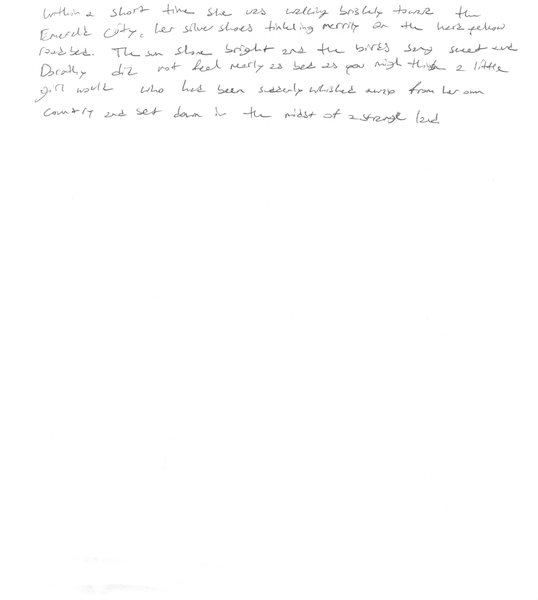 Within a short time she was walking briskly toward the
Emerald City, her silver shoes tinkling merrily on the hard yellow
roadbed. The sun shone bright and the birds sang sweet and
Dorothy did not feel nearly as bad as you migh think a little
girl would who had been suddenly whisked away from her own
country and set down in the midst of a strange land